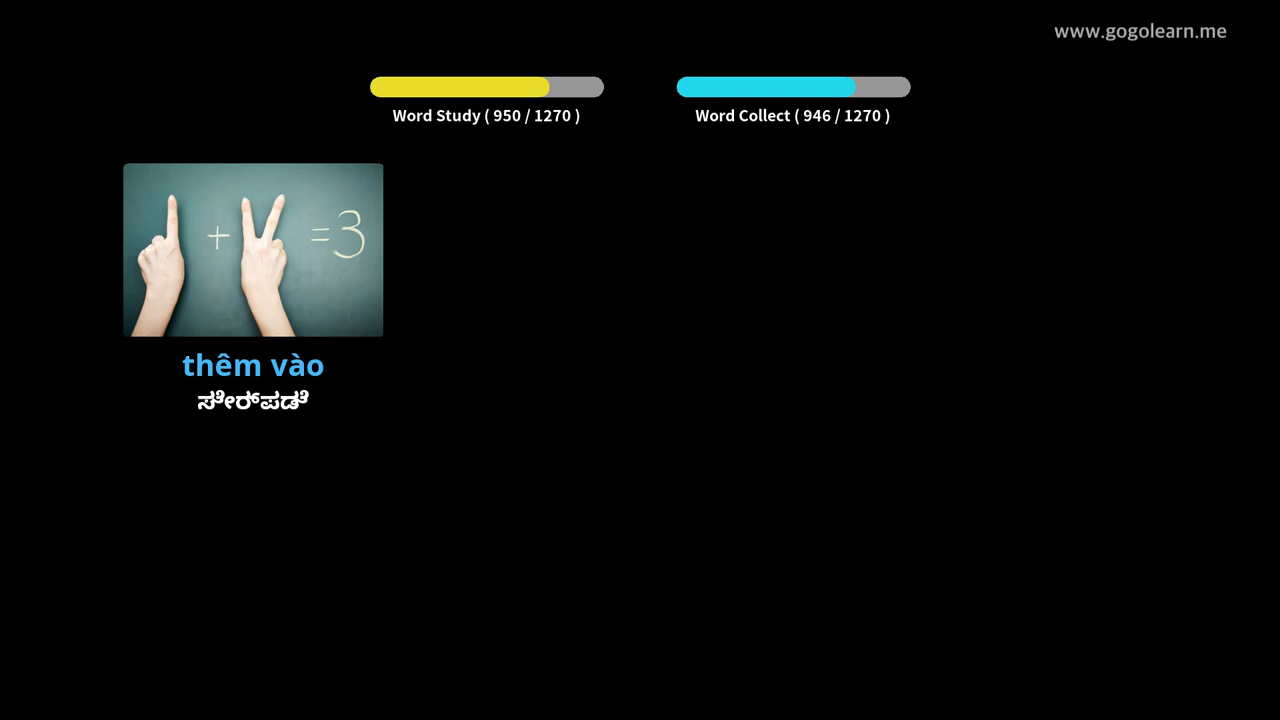 www.gogolearn.me
Word Study ( 950 / 1270 )
Word Collect ( 946 / 1270 )
+ =3
thêm vào
ಸೇರ್ಪಡೆ